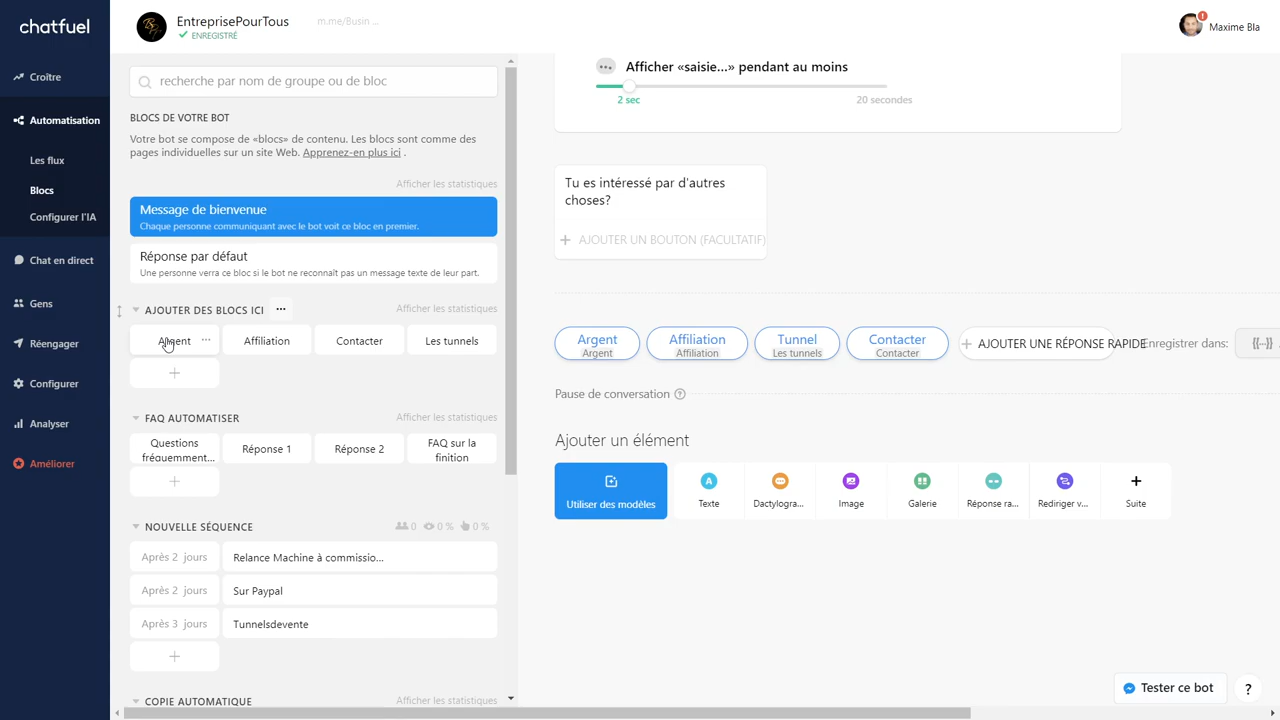 chatfuel
EntreprisePourTous
ENREGISTRÉ
m.me/Busin ...
Maxime Bla
Croître
Automatisation
Les flux
Blocs
Configurer l'IA
Chat en direct
Gens
Réengager
Configurer
Analyser
Améliorer
recherche par nom de groupe ou de bloc
BLOCS DE VOTRE BOT
Votre bot se compose de «blocs» de contenu. Les blocs sont comme des
pages individuelles sur un site Web. Apprenez-en plus ici .
Afficher les statistiques
Message de bienvenue
Chaque personne communiquant avec le bot voit ce bloc en premier.
Réponse par défaut
Une personne verra ce bloc si le bot ne reconnaît pas un message texte de leur part.
AJOUTER DES BLOCS ICI ... Afficher les statistiques
Argent ... Affiliation Contacter Les tunnels
+
FAQ AUTOMATISER Afficher les statistiques
Questions
fréquemment... Réponse 1 Réponse 2 FAQ sur la
finition
+
NOUVELLE SÉQUENCE 0 0 % 0 %
Après 2 jours Relance Machine à commissio...
Après 2 jours Sur Paypal
Après 3 jours Tunnelsdevente
+
COPIE AUTOMATIQUE Afficher les statistiques
Afficher «saisie...» pendant au moins
2 sec 20 secondes
Tu es intéressé par d'autres
choses?
+ AJOUTER UN BOUTON (FACULTATIF)
Argent
Argent
Affiliation
Affiliation
Tunnel
Les tunnels
Contacter
Contacter
+ AJOUTER UNE RÉPONSE RAPIDE
Enregistrer dans:
Pause de conversation ?
Ajouter un élément
Utiliser des modèles
A
Texte
Dactylogra...
Image
Galerie
Réponse ra...
Rediriger v...
+
Suite
Tester ce bot
?